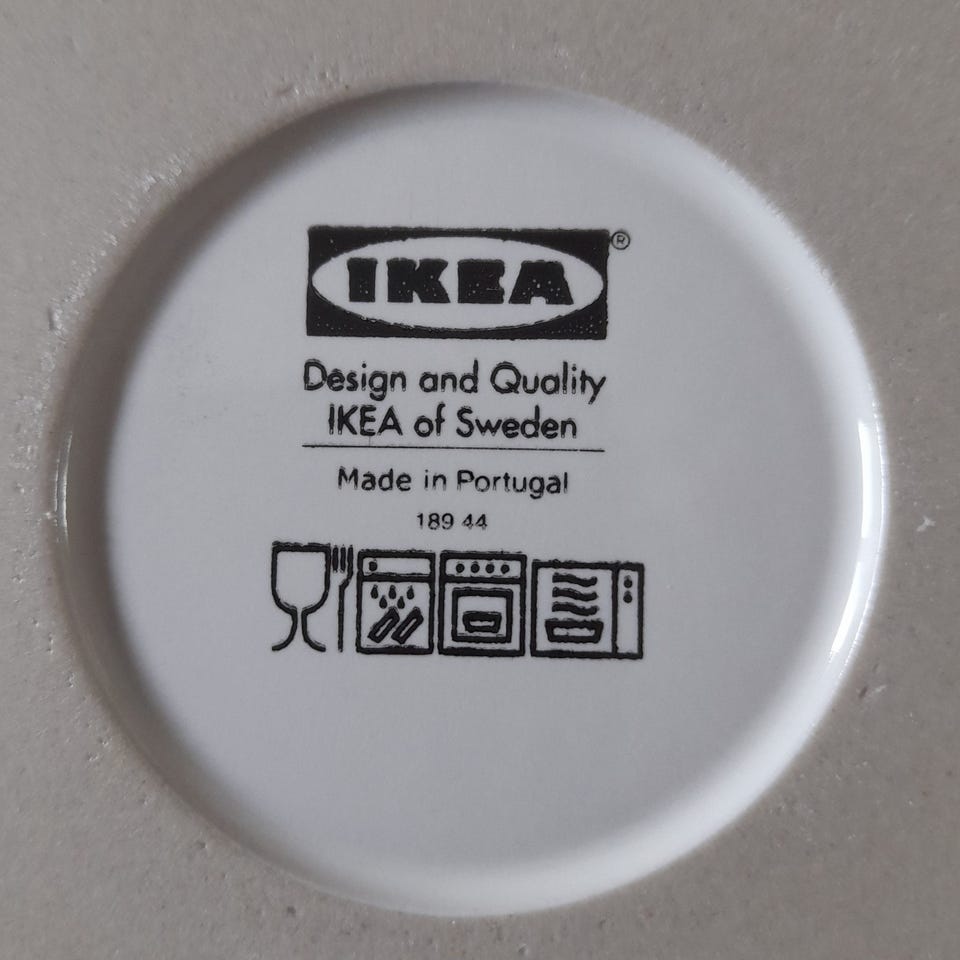 IKEA®
Design and Quality
IKEA of Sweden
Made in Portugal
189 44